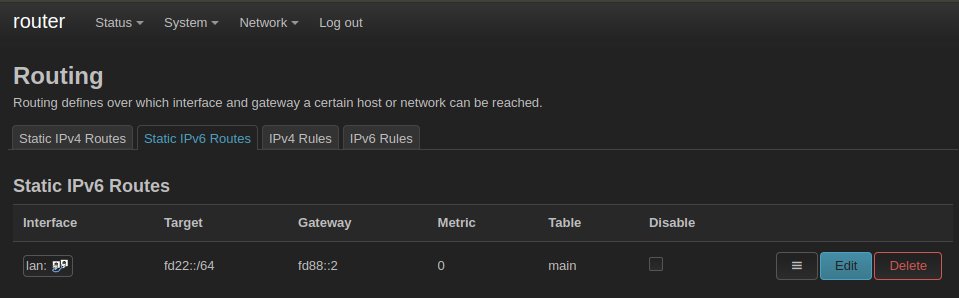 router Status System Network Log out
Routing
Routing defines over which interface and gateway a certain host or network can be reached.
Static IPv4 Routes Static IPv6 Routes IPv4 Rules IPv6 Rules
Static IPv6 Routes
Interface Target Gateway Metric Table Disable
lan: fd22::/64 fd88::2 0 main Edit Delete